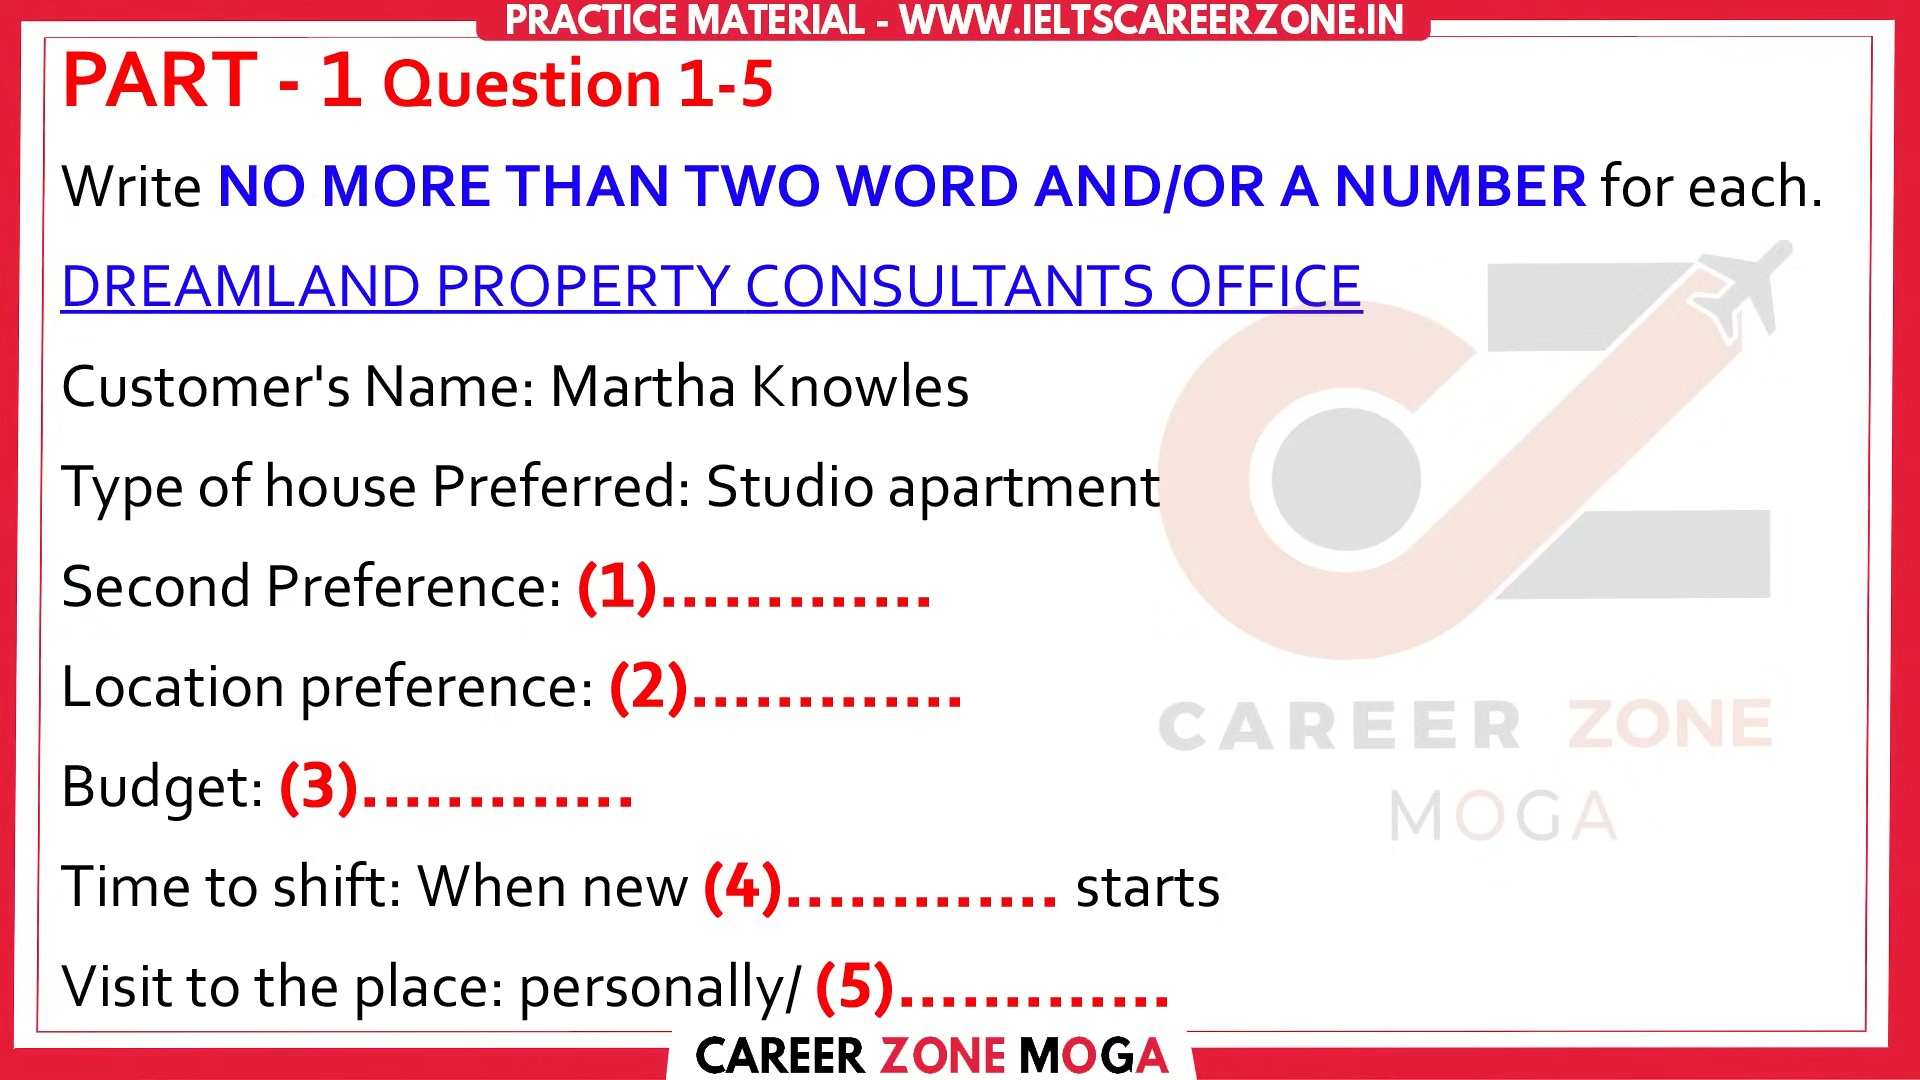 PRACTICE MATERIAL - WWW.IELTSCAREERZONE.IN
PART - 1 Question 1-5
Write NO MORE THAN TWO WORD AND/OR A NUMBER for each.
DREAMLAND PROPERTY CONSULTANTS OFFICE
Customer's Name: Martha Knowles
Type of house Preferred: Studio apartment
Second Preference: (1).............
Location preference: (2).............
Budget: (3).............
Time to shift: When new (4)............. starts
Visit to the place: personally/ (5).............
CAREER ZONE
MOGA
CAREER ZONE MOGA